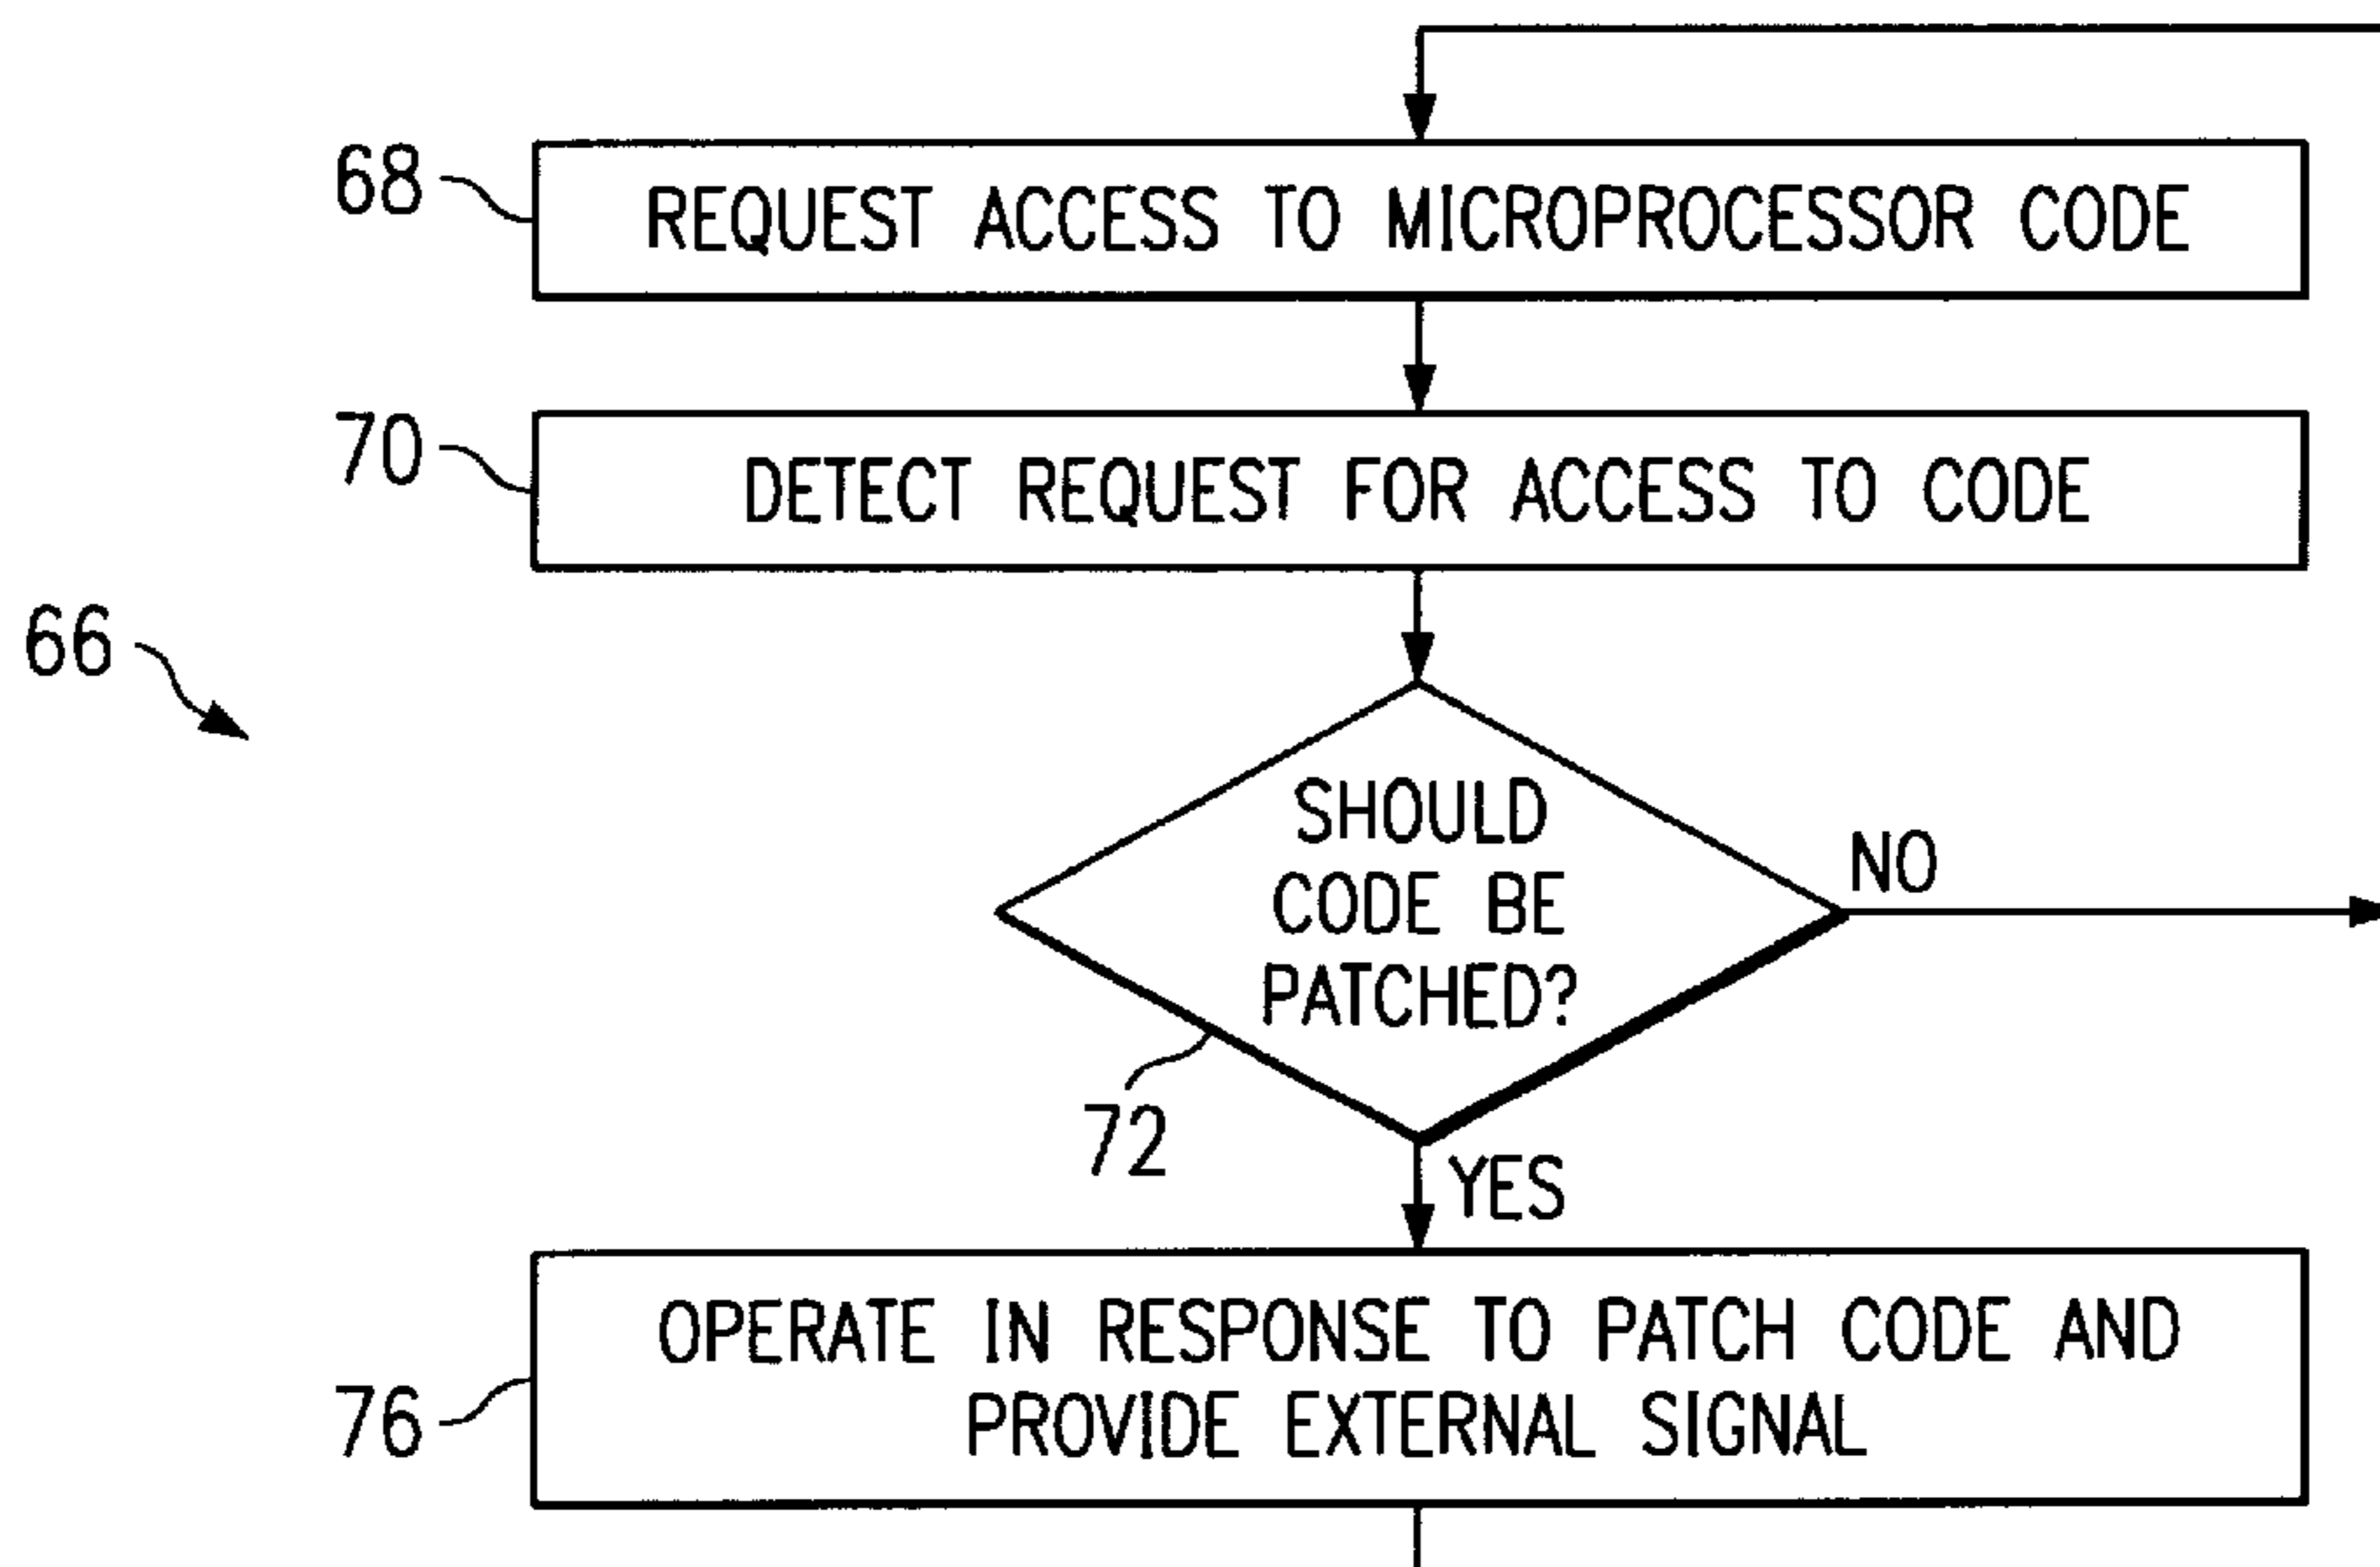 68
REQUEST ACCESS TO MICROPROCESSOR CODE
70
DETECT REQUEST FOR ACCESS TO CODE
66
SHOULD
CODE BE
PATCHED?
NO
72
YES
OPERATE IN RESPONSE TO PATCH CODE AND
PROVIDE EXTERNAL SIGNAL
76